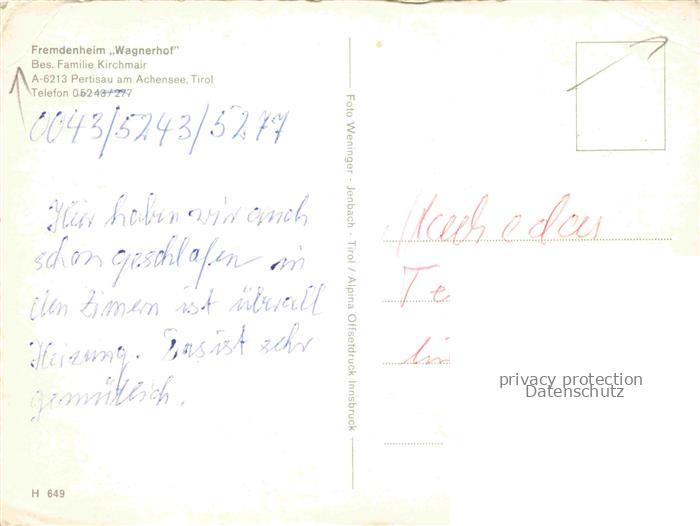 Fremdenheim „Wagnerhof"
Bes. Familie Kirchmair
A-6213 Pertisau am Achensee, Tirol
Telefon 05243/277
0043/5243/5277
Hier haben wir auch
schon geschlafen in
den Zimern ist überall
Heizung. Das ist sehr
gemütlich.
H 649
Foto Weninger - Jenbach - Tirol / Alpina Offsetdruck Innsbruck
Te
privacy protection
Datenschutz